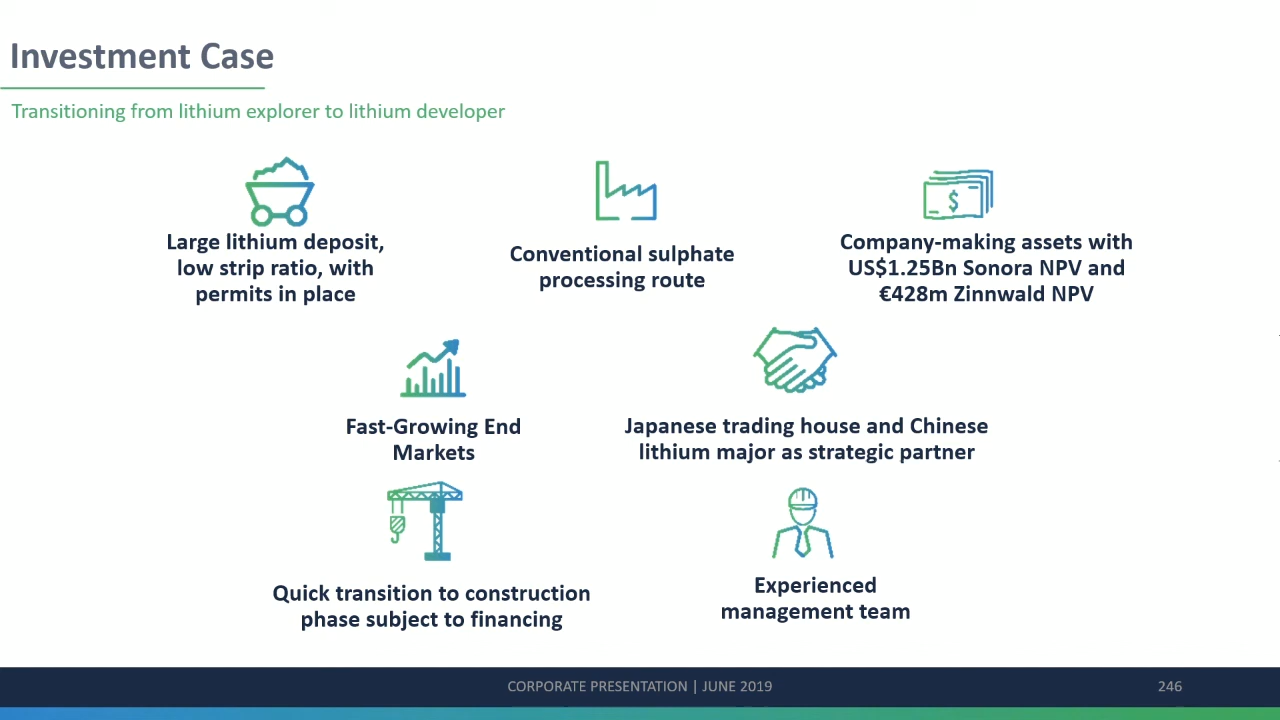 Investment Case
Transitioning from lithium explorer to lithium developer
$
Large lithium deposit,
low strip ratio, with
permits in place
Conventional sulphate
processing route
Company-making assets with
US$1.25Bn Sonora NPV and
€428m Zinnwald NPV
Fast-Growing End
Markets
Japanese trading house and Chinese
lithium major as strategic partner
Quick transition to construction
phase subject to financing
Experienced
management team
CORPORATE PRESENTATION | JUNE 2019
246